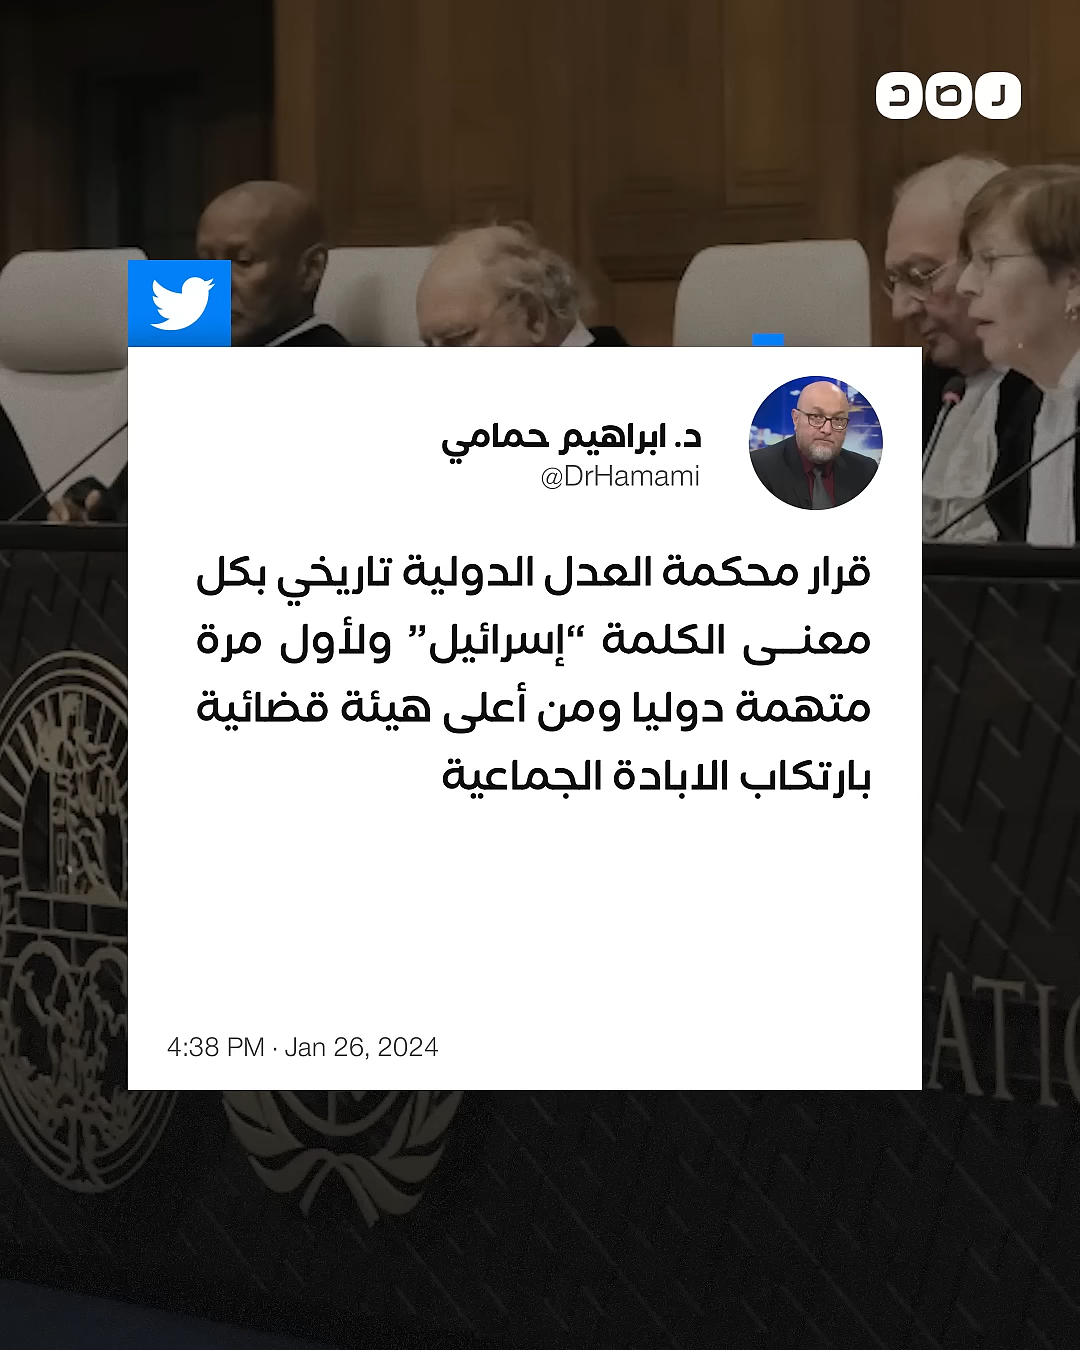 رصد
د. ابراهيم حمامي
@DrHamami
قرار محكمة العدل الدولية تاريخي بكل
معنــى الكلمة “إسرائيل” ولأول مرة
متهمة دوليا ومن أعلى هيئة قضائية
بارتكاب الابادة الجماعية
4:38 PM · Jan 26, 2024